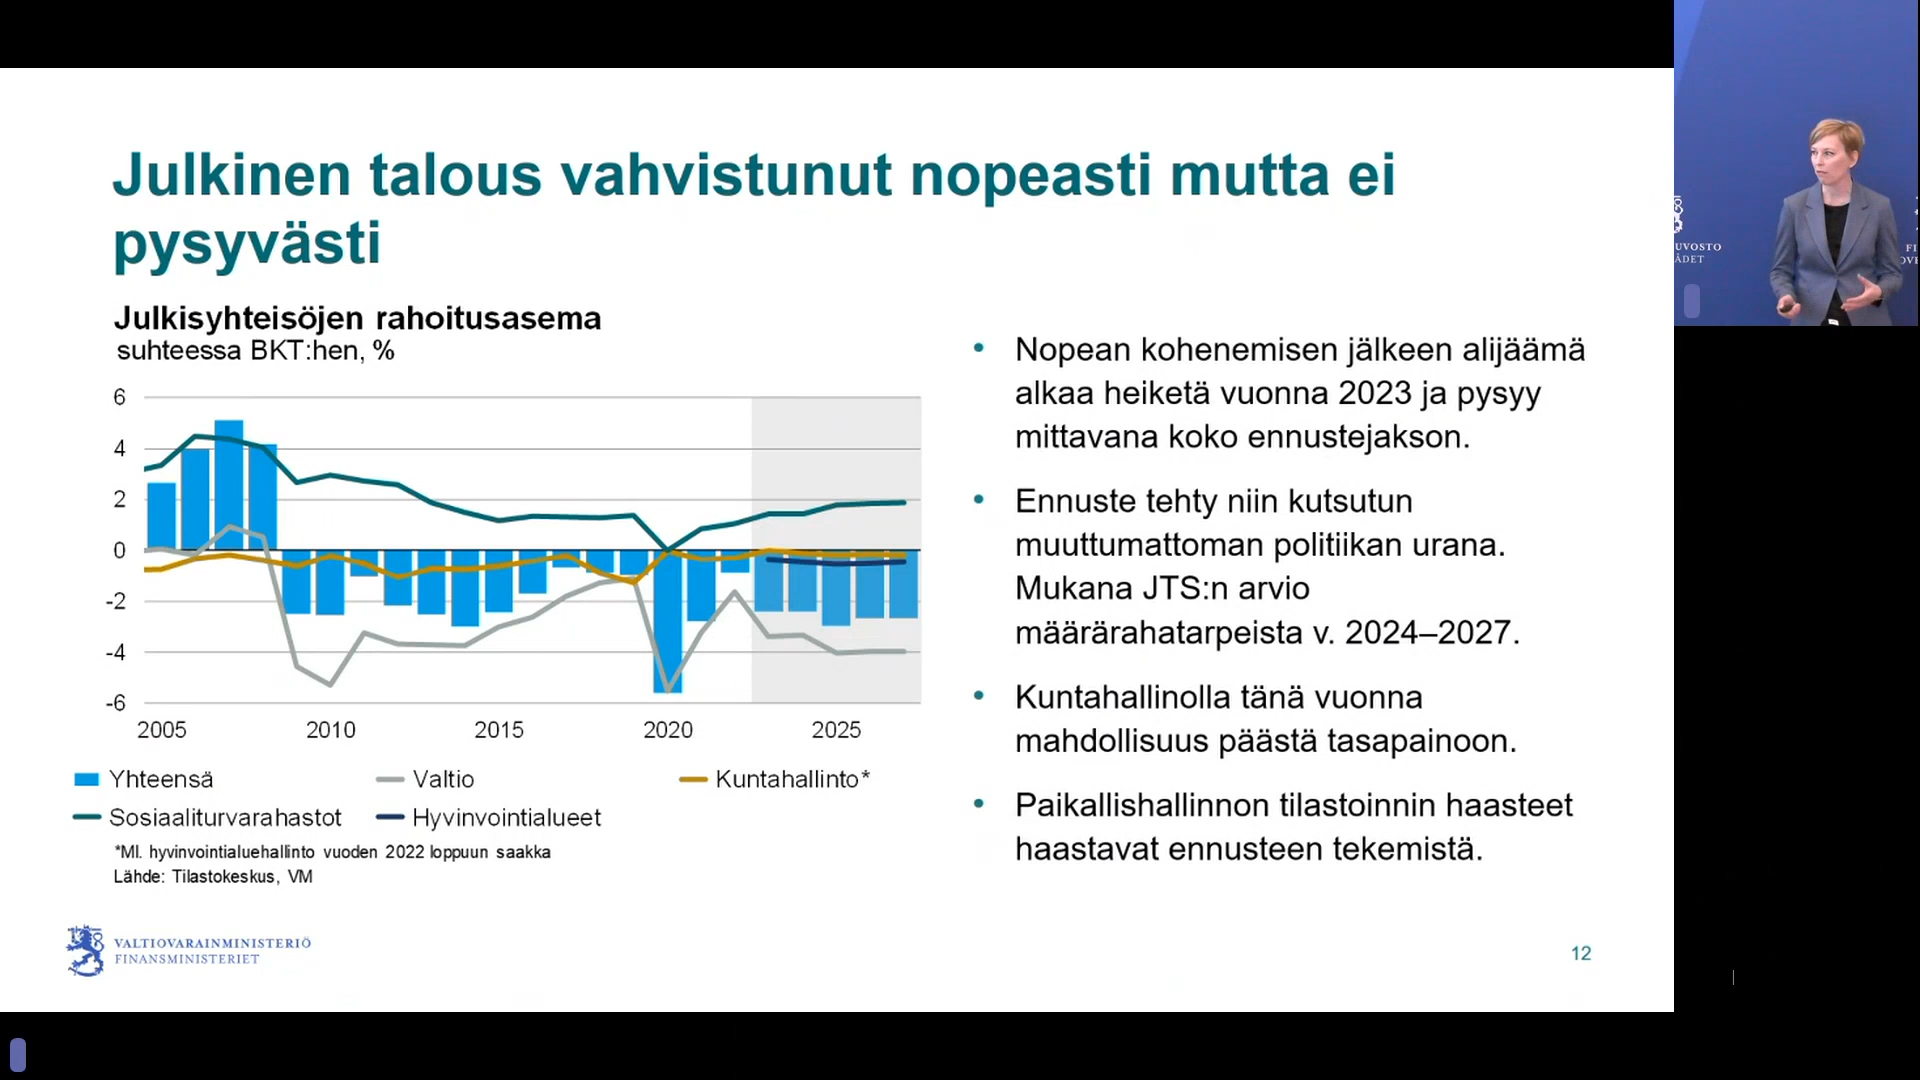 Julkinen talous vahvistunut nopeasti mutta ei
pysyvästi
Julkisyhteisöjen rahoitusasema
suhteessa BKT:hen, %
6
4
2
0
-2
-4
-6
2005 2010 2015 2020 2025
Yhteensä Valtio Kuntahallinto*
Sosiaaliturvarahastot Hyvinvointialueet
*Ml. hyvinvointialuehallinto vuoden 2022 loppuun saakka
Lähde: Tilastokeskus, VM
• Nopean kohenemisen jälkeen alijäämä
alkaa heiketä vuonna 2023 ja pysyy
mittavana koko ennustejakson.
• Ennuste tehty niin kutsutun
muuttumattoman politiikan urana.
Mukana JTS:n arvio
määrärahatarpeista v. 2024–2027.
• Kuntahallinolla tänä vuonna
mahdollisuus päästä tasapainoon.
• Paikallishallinnon tilastoinnin haasteet
haastavat ennusteen tekemistä.
VALTIOVARAINMINISTERIÖ
FINANSMINISTERIET
12
UVOSTO
ÅDET
FI